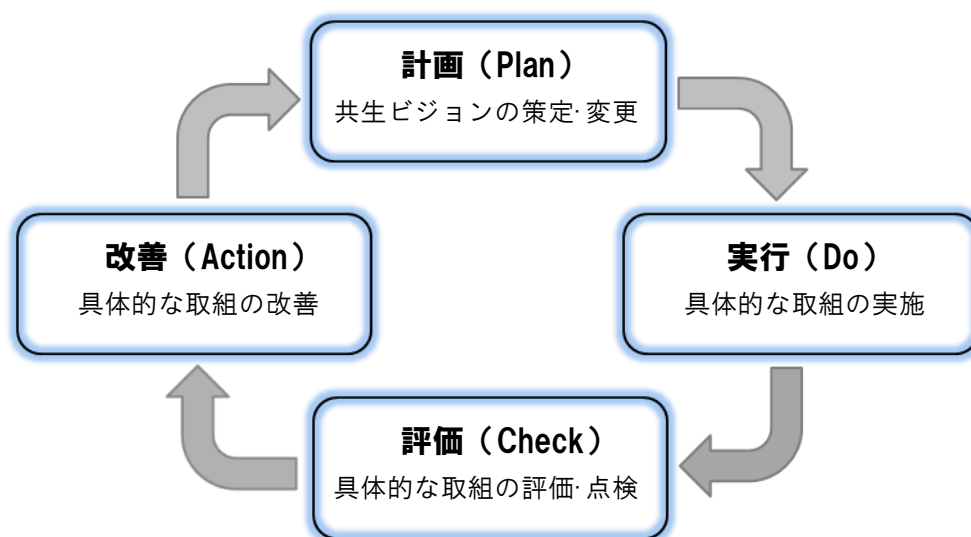 計画（Plan）
共生ビジョンの策定･変更
改善（Action）
具体的な取組の改善
実行（Do）
具体的な取組の実施
評価（Check）
具体的な取組の評価･点検